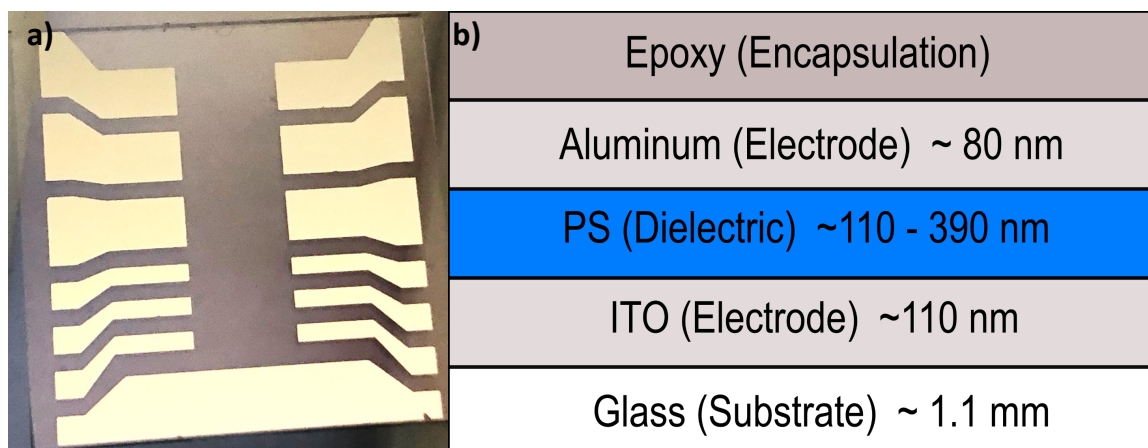 a)
b)
Epoxy (Encapsulation)
Aluminum (Electrode) ~ 80 nm
PS (Dielectric) ~110 - 390 nm
ITO (Electrode) ~110 nm
Glass (Substrate) ~ 1.1 mm